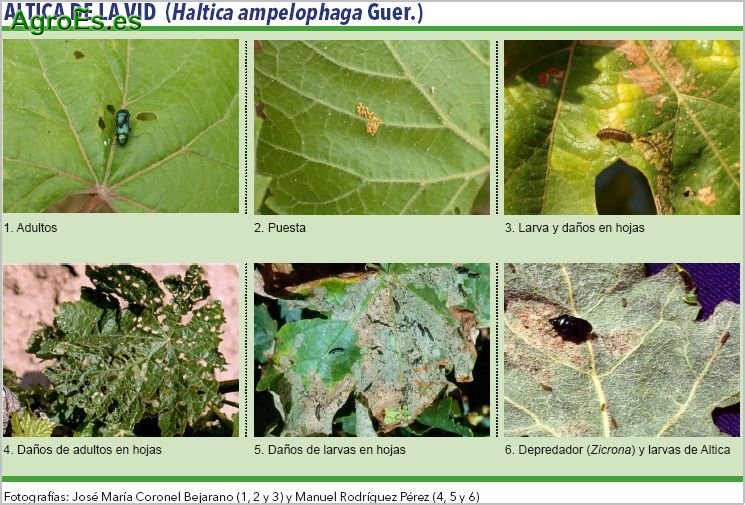 ALTICA DE LA VID (Haltica ampelophaga Guer.)
AgroEs.es
1. Adultos
2. Puesta
3. Larva y daños en hojas
4. Daños de adultos en hojas
5. Daños de larvas en hojas
6. Depredador (Zicrona) y larvas de Altica
Fotografías: José María Coronel Bejarano (1, 2 y 3) y Manuel Rodríguez Pérez (4, 5 y 6)